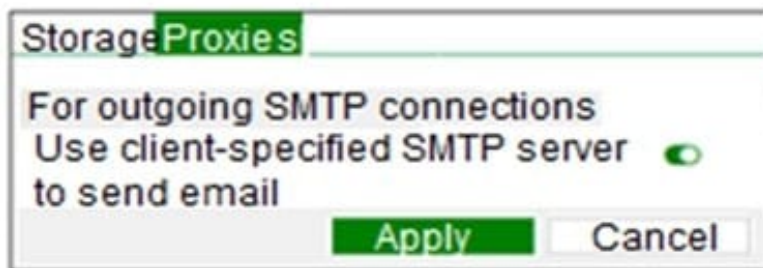 Storage Proxies
For outgoing SMTP connections
Use client-specified SMTP server
to send email
Apply Cancel